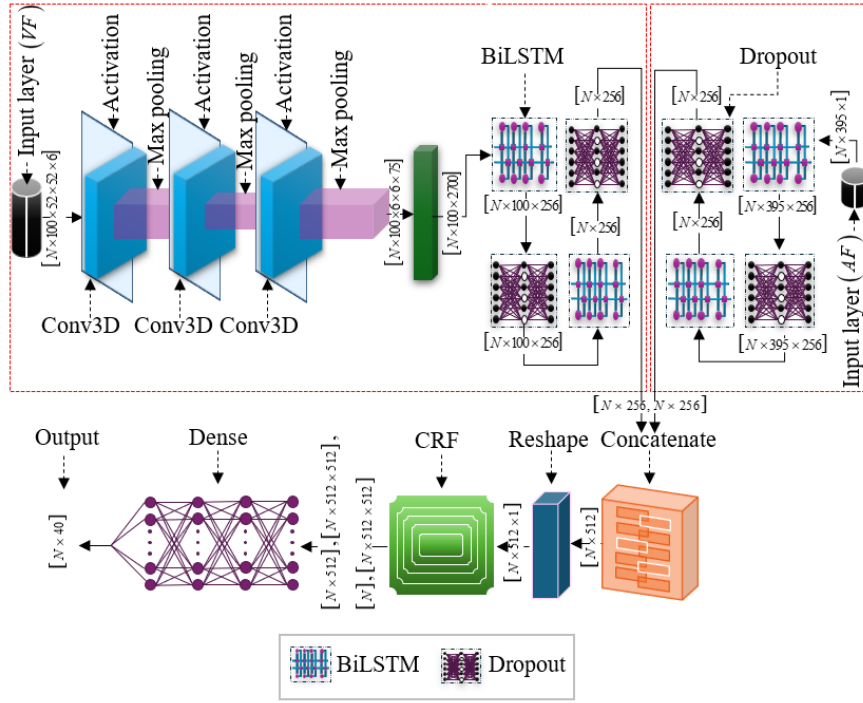 Input layer (VF)
[N×100×52×52×6]
Activation
Max pooling
Activation
Max pooling
Activation
Max pooling
Conv3D
Conv3D
Conv3D
[N×100×6×6×75]
[N×100×2700]
BiLSTM
[N×100×256]
[N×100×256]
[N×256]
[N×256]
Dropout
[N×256]
[N×256]
[N×395×1]
[N×395×256]
[N×395×256]
Input layer (AF)
[N×256, N×256]
Output
Dense
CRF
Reshape
Concatenate
[N×40]
[N×512],[N×512×512],
[N],[N×512×512]
[N×512×1]
[N×512]
BiLSTM
Dropout